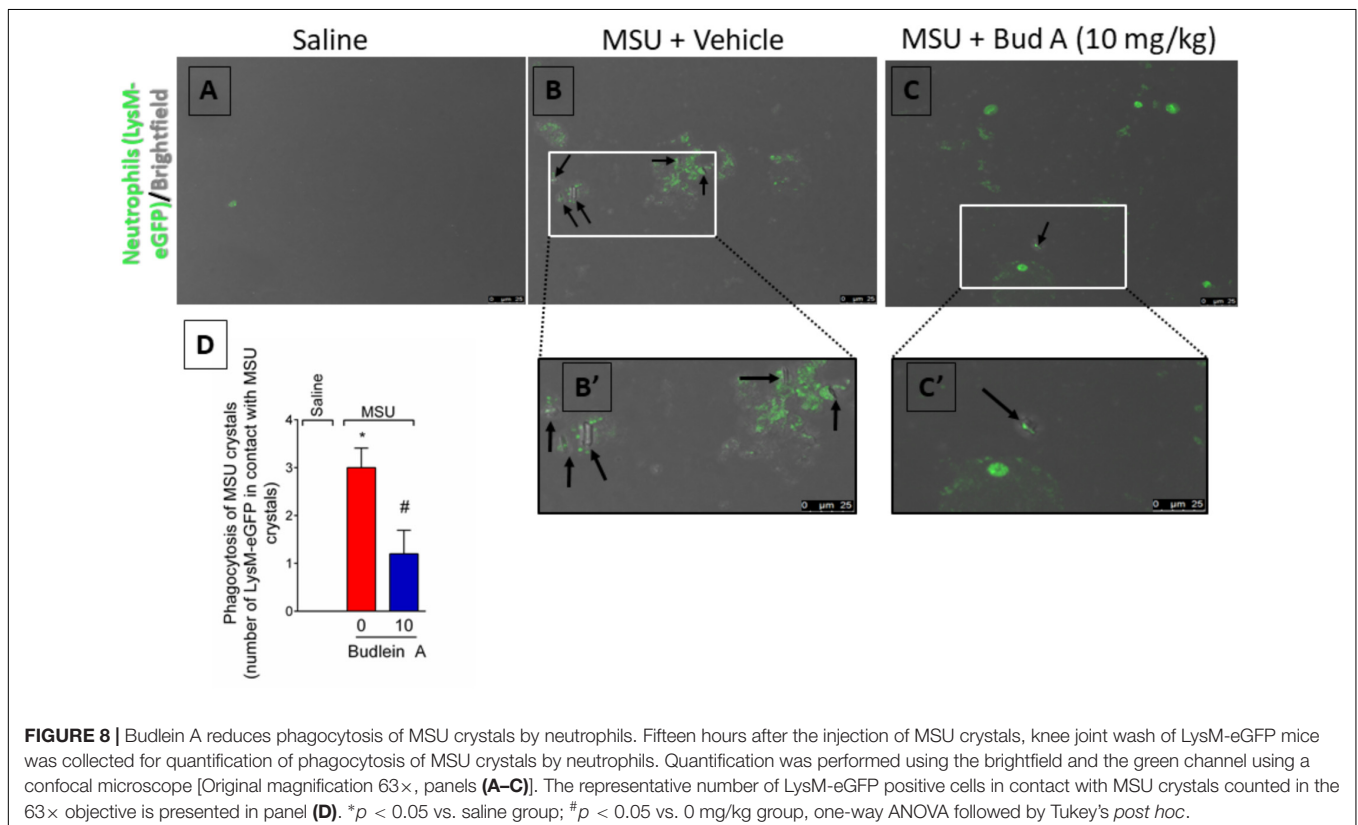 Saline
MSU + Vehicle
MSU + Bud A (10 mg/kg)
Neutrophils (LysM-
eGFP)/Brightfield
A
B
C
0 µm 25
0 µm 25
0 µm 25
B'
C'
0 µm 25
0 µm 25
D
Phagocytosis of MSU crystals
(number of LysM-eGFP in contact with MSU
crystals)
Saline
MSU
4
3
2
1
0
*
#
0 10
Budlein A
FIGURE 8 | Budlein A reduces phagocytosis of MSU crystals by neutrophils. Fifteen hours after the injection of MSU crystals, knee joint wash of LysM-eGFP mice
was collected for quantification of phagocytosis of MSU crystals by neutrophils. Quantification was performed using the brightfield and the green channel using a
confocal microscope [Original magnification 63×, panels (A–C)]. The representative number of LysM-eGFP positive cells in contact with MSU crystals counted in the
63× objective is presented in panel (D). *p < 0.05 vs. saline group; #p < 0.05 vs. 0 mg/kg group, one-way ANOVA followed by Tukey's post hoc.